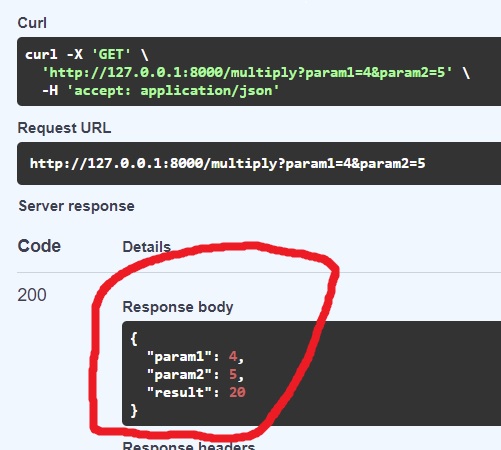 Curl
curl -X 'GET' \
'http://127.0.0.1:8000/multiply?param1=4&param2=5' \
-H 'accept: application/json'
Request URL
http://127.0.0.1:8000/multiply?param1=4&param2=5
Server response
Code
Details
200
Response body
{
"param1": 4,
"param2": 5,
"result": 20
}
Response headers